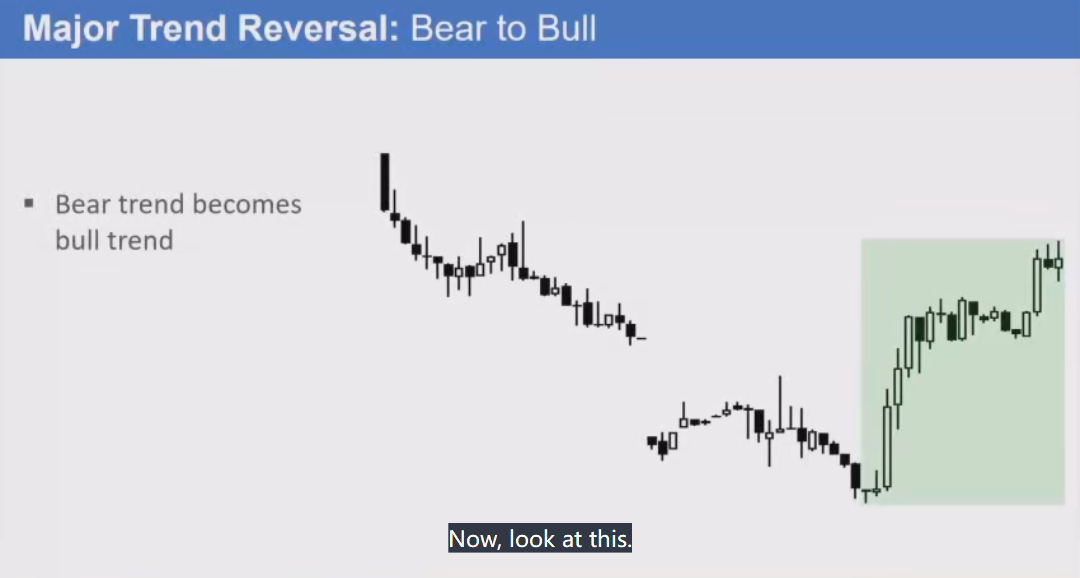 Major Trend Reversal: Bear to Bull
▪ Bear trend becomes
bull trend
Now, look at this.